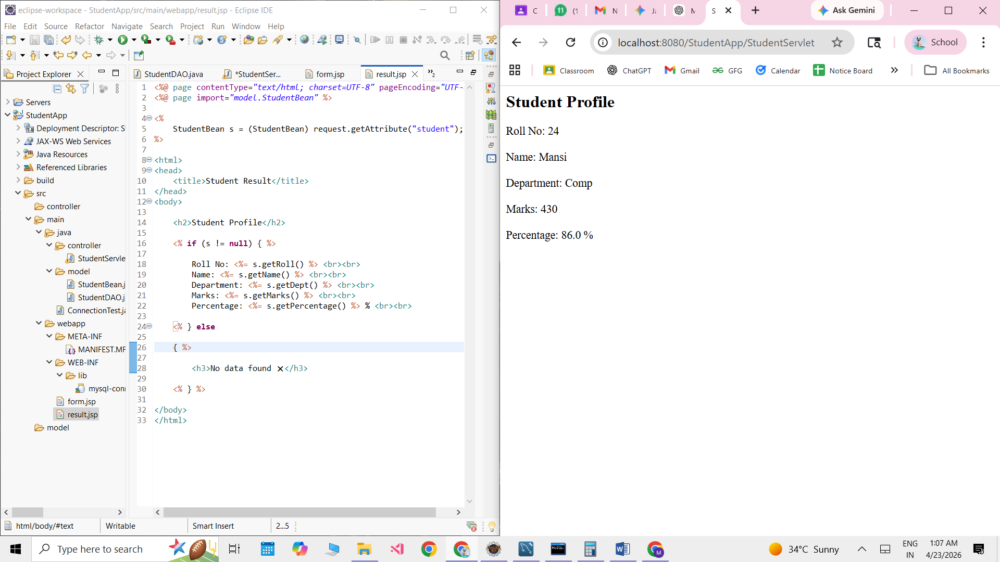 eclipse-workspace - StudentApp/src/main/webapp/result.jsp - Eclipse IDE
File Edit Source Refactor Navigate Search Project Run Window Help
Project Explorer
Servers
StudentApp
Deployment Descriptor: S
JAX-WS Web Services
Java Resources
Referenced Libraries
build
src
controller
main
java
controller
StudentServle
model
StudentBean.j
StudentDAO.j
ConnectionTest.ja
webapp
META-INF
MANIFEST.MF
WEB-INF
lib
mysql-con
form.jsp
result.jsp
model
StudentDAO.java *StudentSer... form.jsp result.jsp »2
1 <%@ page contentType="text/html; charset=UTF-8" pageEncoding="UTF-
2 <%@ page import="model.StudentBean" %>
3
4 <%
5 StudentBean s = (StudentBean) request.getAttribute("student");
6 %>
7
8 <html>
9 <head>
10 <title>Student Result</title>
11 </head>
12 <body>
13
14 <h2>Student Profile</h2>
15
16 <% if (s != null) { %>
17
18 Roll No: <%= s.getRoll() %> <br><br>
19 Name: <%= s.getName() %> <br><br>
20 Department: <%= s.getDept() %> <br><br>
21 Marks: <%= s.getMarks() %> <br><br>
22 Percentage: <%= s.getPercentage() %> % <br><br>
23
24 <% } else
25
26 { %>
27
28 <h3>No data found ❌</h3>
29
30 <% } %>
31
32 </body>
33 </html>
html/body/#text Writable Smart Insert 2...5
C 11 (1 N Ja M S Ask Gemini
localhost:8080/StudentApp/StudentServlet School
Classroom ChatGPT Gmail GFG Calendar Notice Board » All Bookmarks
Student Profile
Roll No: 24
Name: Mansi
Department: Comp
Marks: 430
Percentage: 86.0 %
Type here to search
34°C Sunny
ENG
IN
1:07 AM
4/23/2026